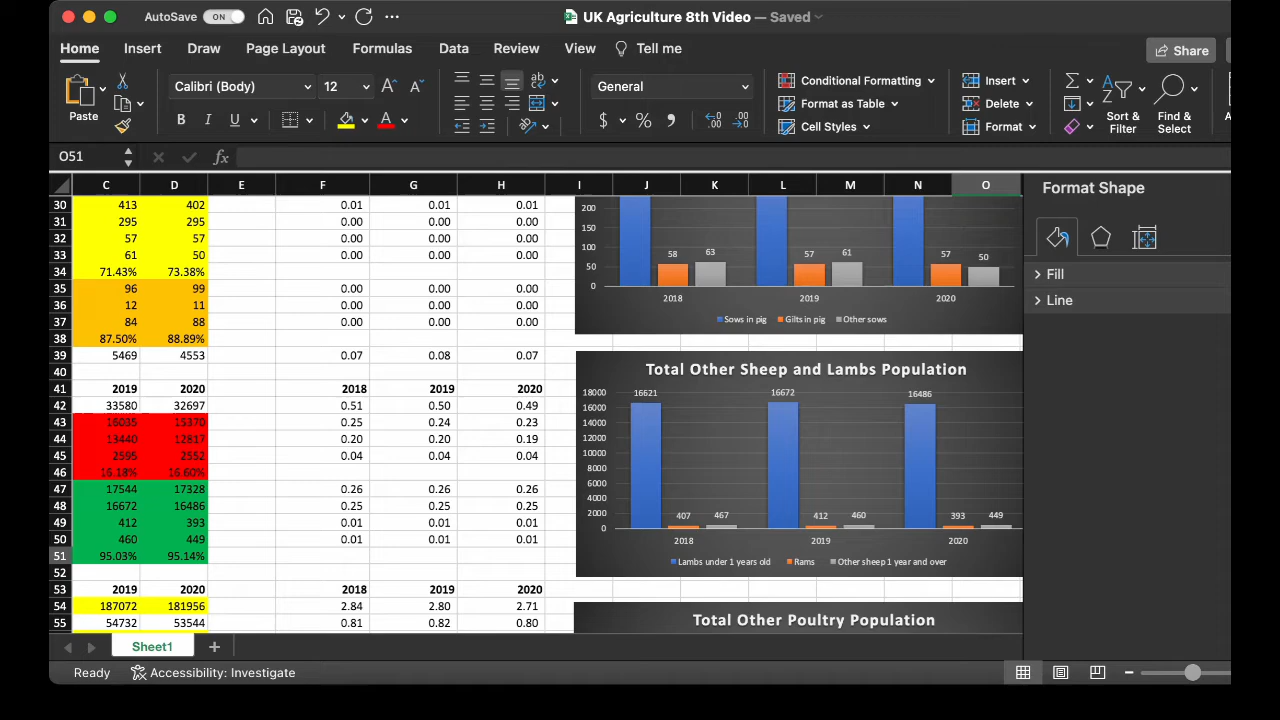 AutoSave ON UK Agriculture 8th Video — Saved
Home Insert Draw Page Layout Formulas Data Review View Tell me Share
Paste Calibri (Body) 12 General Conditional Formatting Insert
B I U A ab $ % Format as Table Delete Sort & Filter Find & Select
Cell Styles Format
O51 fx
C D E F G H I J K L M N O Format Shape
30 413 402 0.01 0.01 0.01
31 295 295 0.00 0.00 0.00
32 57 57 0.00 0.00 0.00
33 61 50 0.00 0.00 0.00
34 71.43% 73.38%
35 96 99 0.00 0.00 0.00
36 12 11 0.00 0.00 0.00
37 84 88 0.00 0.00 0.00
38 87.50% 88.89%
39 5469 4553 0.07 0.08 0.07
40
41 2019 2020 2018 2019 2020
42 33580 32697 0.51 0.50 0.49
43 16035 15370 0.25 0.24 0.23
44 13440 12817 0.20 0.20 0.19
45 2595 2552 0.04 0.04 0.04
46 16.18% 16.60%
47 17544 17328 0.26 0.26 0.26
48 16672 16486 0.25 0.25 0.25
49 412 393 0.01 0.01 0.01
50 460 449 0.01 0.01 0.01
51 95.03% 95.14%
52
53 2019 2020 2018 2019 2020
54 187072 181956 2.84 2.80 2.71
55 54732 53544 0.81 0.82 0.80
200
150
100
50
0
58 63 57 61 57 50
2018 2019 2020
Sows in pig Gilts in pig Other sows
Total Other Sheep and Lambs Population
18000
16000
14000
12000
10000
8000
6000
4000
2000
0
16621 16672 16486
407 467 412 460 393 449
2018 2019 2020
Lambs under 1 years old Rams Other sheep 1 year and over
Total Other Poultry Population
Fill
Line
Sheet1
Ready Accessibility: Investigate